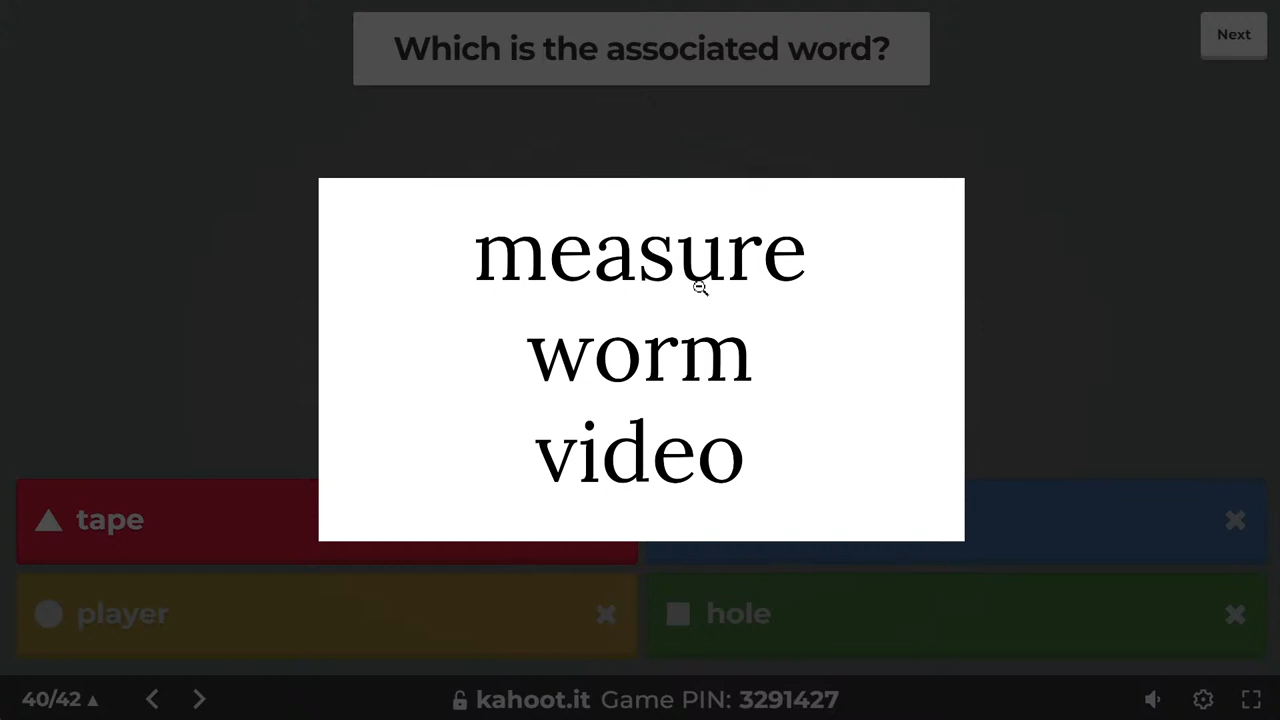 Which is the associated word?
Next
measure
worm
video
tape
player
hole
40/42
kahoot.it Game PIN: 3291427